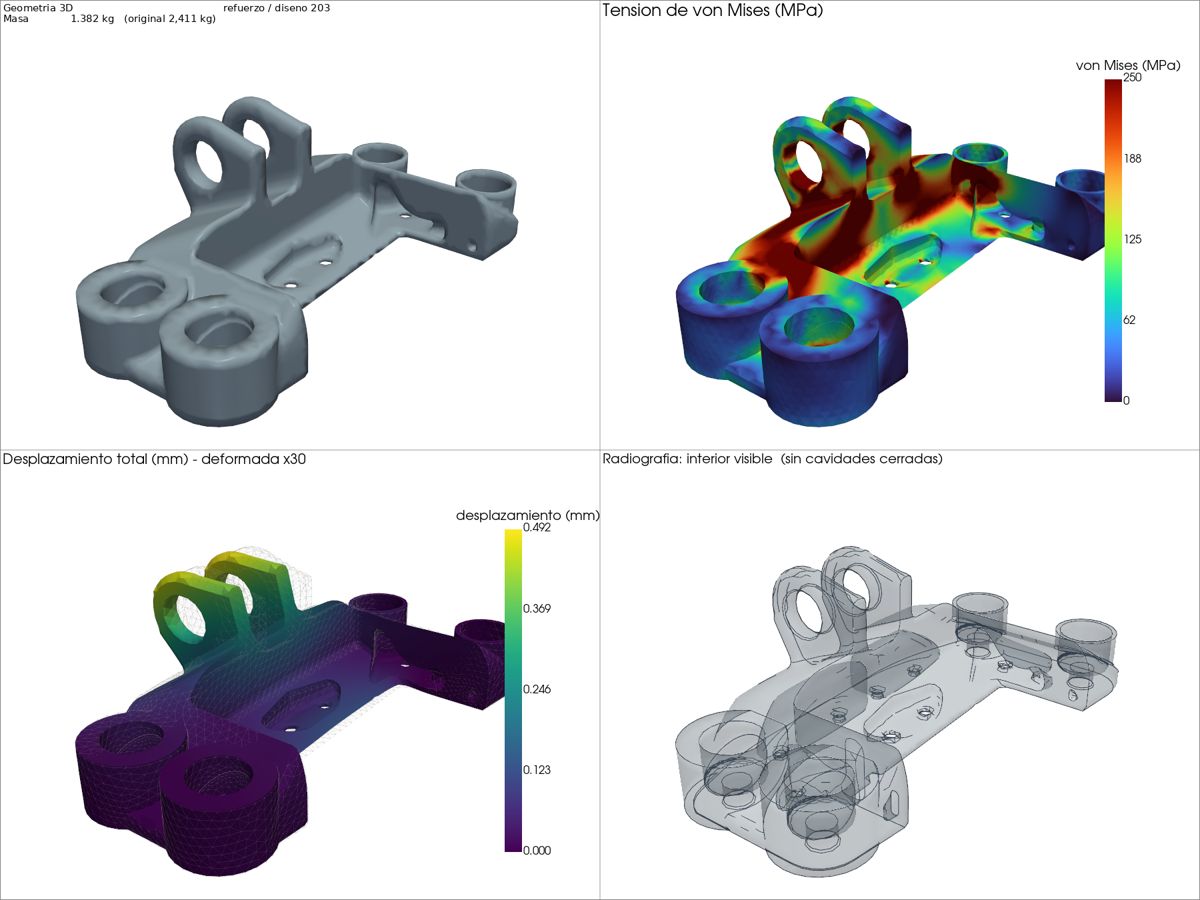 Geometria 3D
refuerzo / diseno 203
Masa 1.382 kg (original 2,411 kg)
Tension de von Mises (MPa)
von Mises (MPa)
250
188
125
62
0
Desplazamiento total (mm) - deformada x30
desplazamiento (mm)
0.492
0.369
0.246
0.123
0.000
Radiografia: interior visible (sin cavidades cerradas)